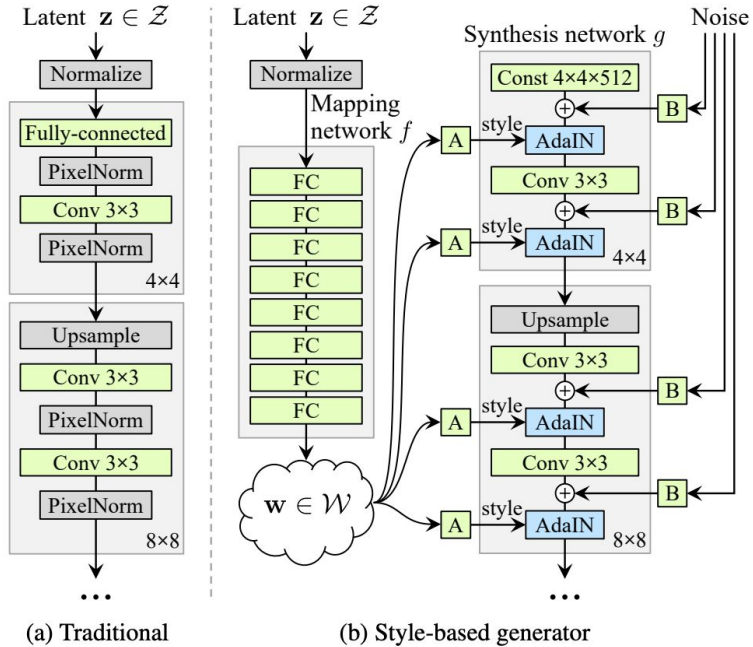 Latent z ∈ 𝒵
Normalize
Fully-connected
PixelNorm
Conv 3×3
PixelNorm
4×4
Upsample
Conv 3×3
PixelNorm
Conv 3×3
PixelNorm
8×8
...
(a) Traditional
Latent z ∈ 𝒵
Normalize
Mapping
network f
FC
FC
FC
FC
FC
FC
FC
FC
w ∈ 𝒲
A
style
A
style
A
style
A
style
Synthesis network g
Noise
Const 4×4×512
+
B
AdaIN
Conv 3×3
+
B
AdaIN
4×4
Upsample
Conv 3×3
+
B
AdaIN
Conv 3×3
+
B
AdaIN
8×8
...
(b) Style-based generator